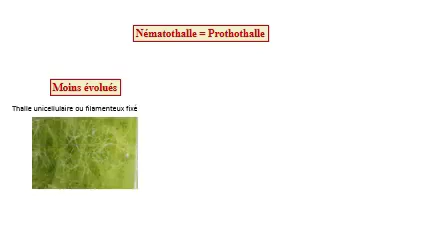 Nématothalle = Prothothalle
Moins évolués
Thalle unicellulaire ou filamenteux fixé